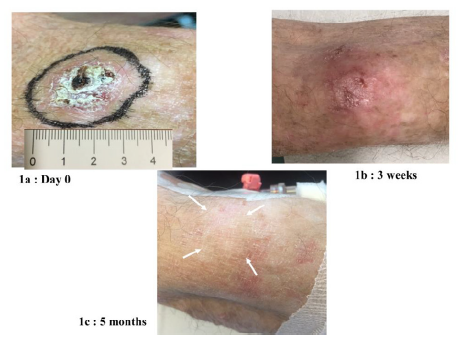 0 1 2 3 4
1a : Day 0
1b : 3 weeks
1c : 5 months